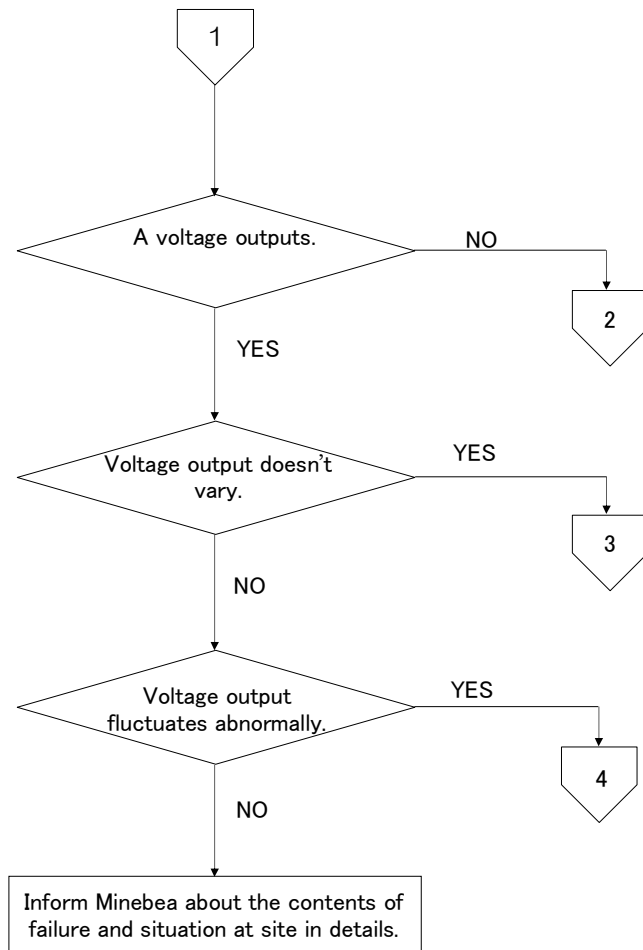 1
A voltage outputs.
NO
2
YES
Voltage output doesn't
vary.
YES
3
NO
Voltage output
fluctuates abnormally.
YES
4
NO
Inform Minebea about the contents of
failure and situation at site in details.